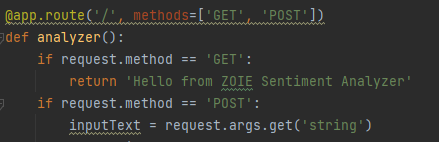 @app.route('/', methods=['GET', 'POST'])
def analyzer():
    if request.method == 'GET':
        return 'Hello from ZOIE Sentiment Analyzer'
    if request.method == 'POST':
        inputText = request.args.get('string')